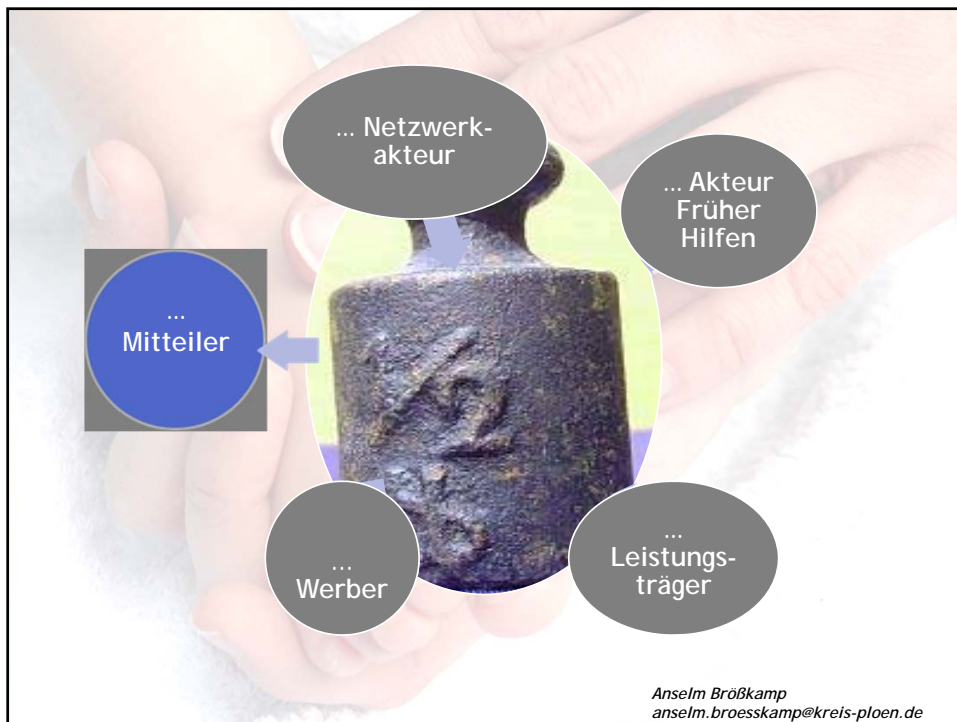 ... Netzwerk-
akteur
... Akteur
Früher
Hilfen
...
Mitteiler
...
Werber
...
Leistungs-
träger
Anselm Brößkamp
anselm.broesskamp@kreis-ploen.de